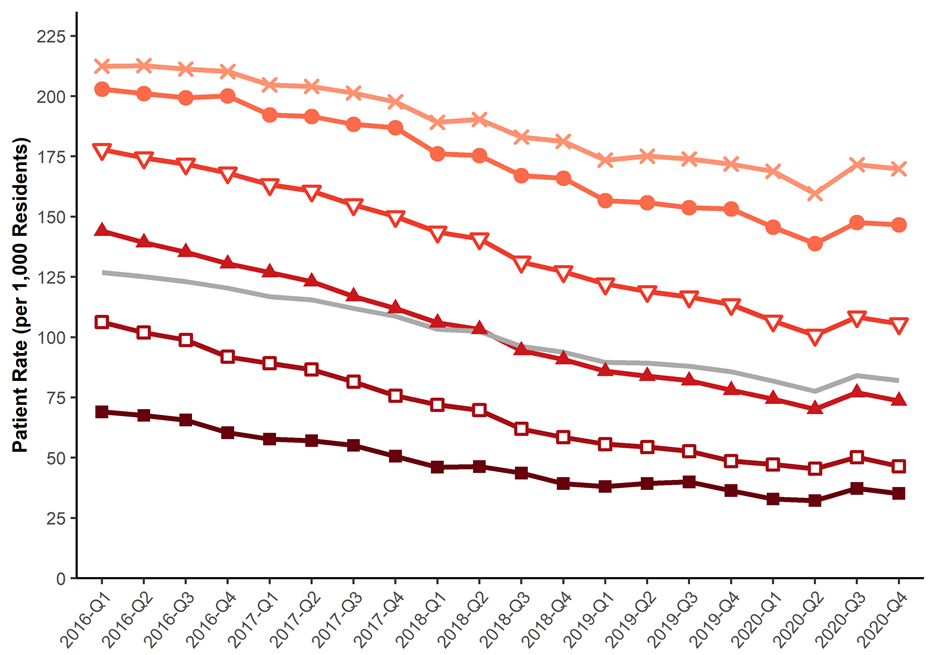 Patient Rate (per 1,000 Residents)
225
200
175
150
125
100
75
50
25
0
2016-Q1
2016-Q2
2016-Q3
2016-Q4
2017-Q1
2017-Q2
2017-Q3
2017-Q4
2018-Q1
2018-Q2
2018-Q3
2018-Q4
2019-Q1
2019-Q2
2019-Q3
2019-Q4
2020-Q1
2020-Q2
2020-Q3
2020-Q4